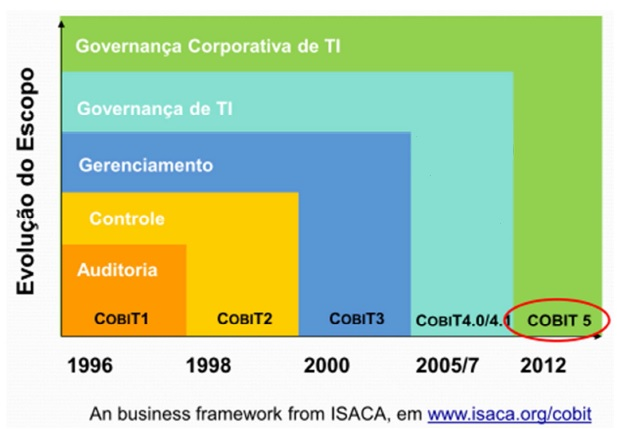 Evolução do Escopo
Governança Corporativa de TI
Governança de TI
Gerenciamento
Controle
Auditoria
COBIT1 COBIT2 COBIT3 COBIT4.0/4.1 COBIT 5
1996 1998 2000 2005/7 2012
An business framework from ISACA, em www.isaca.org/cobit